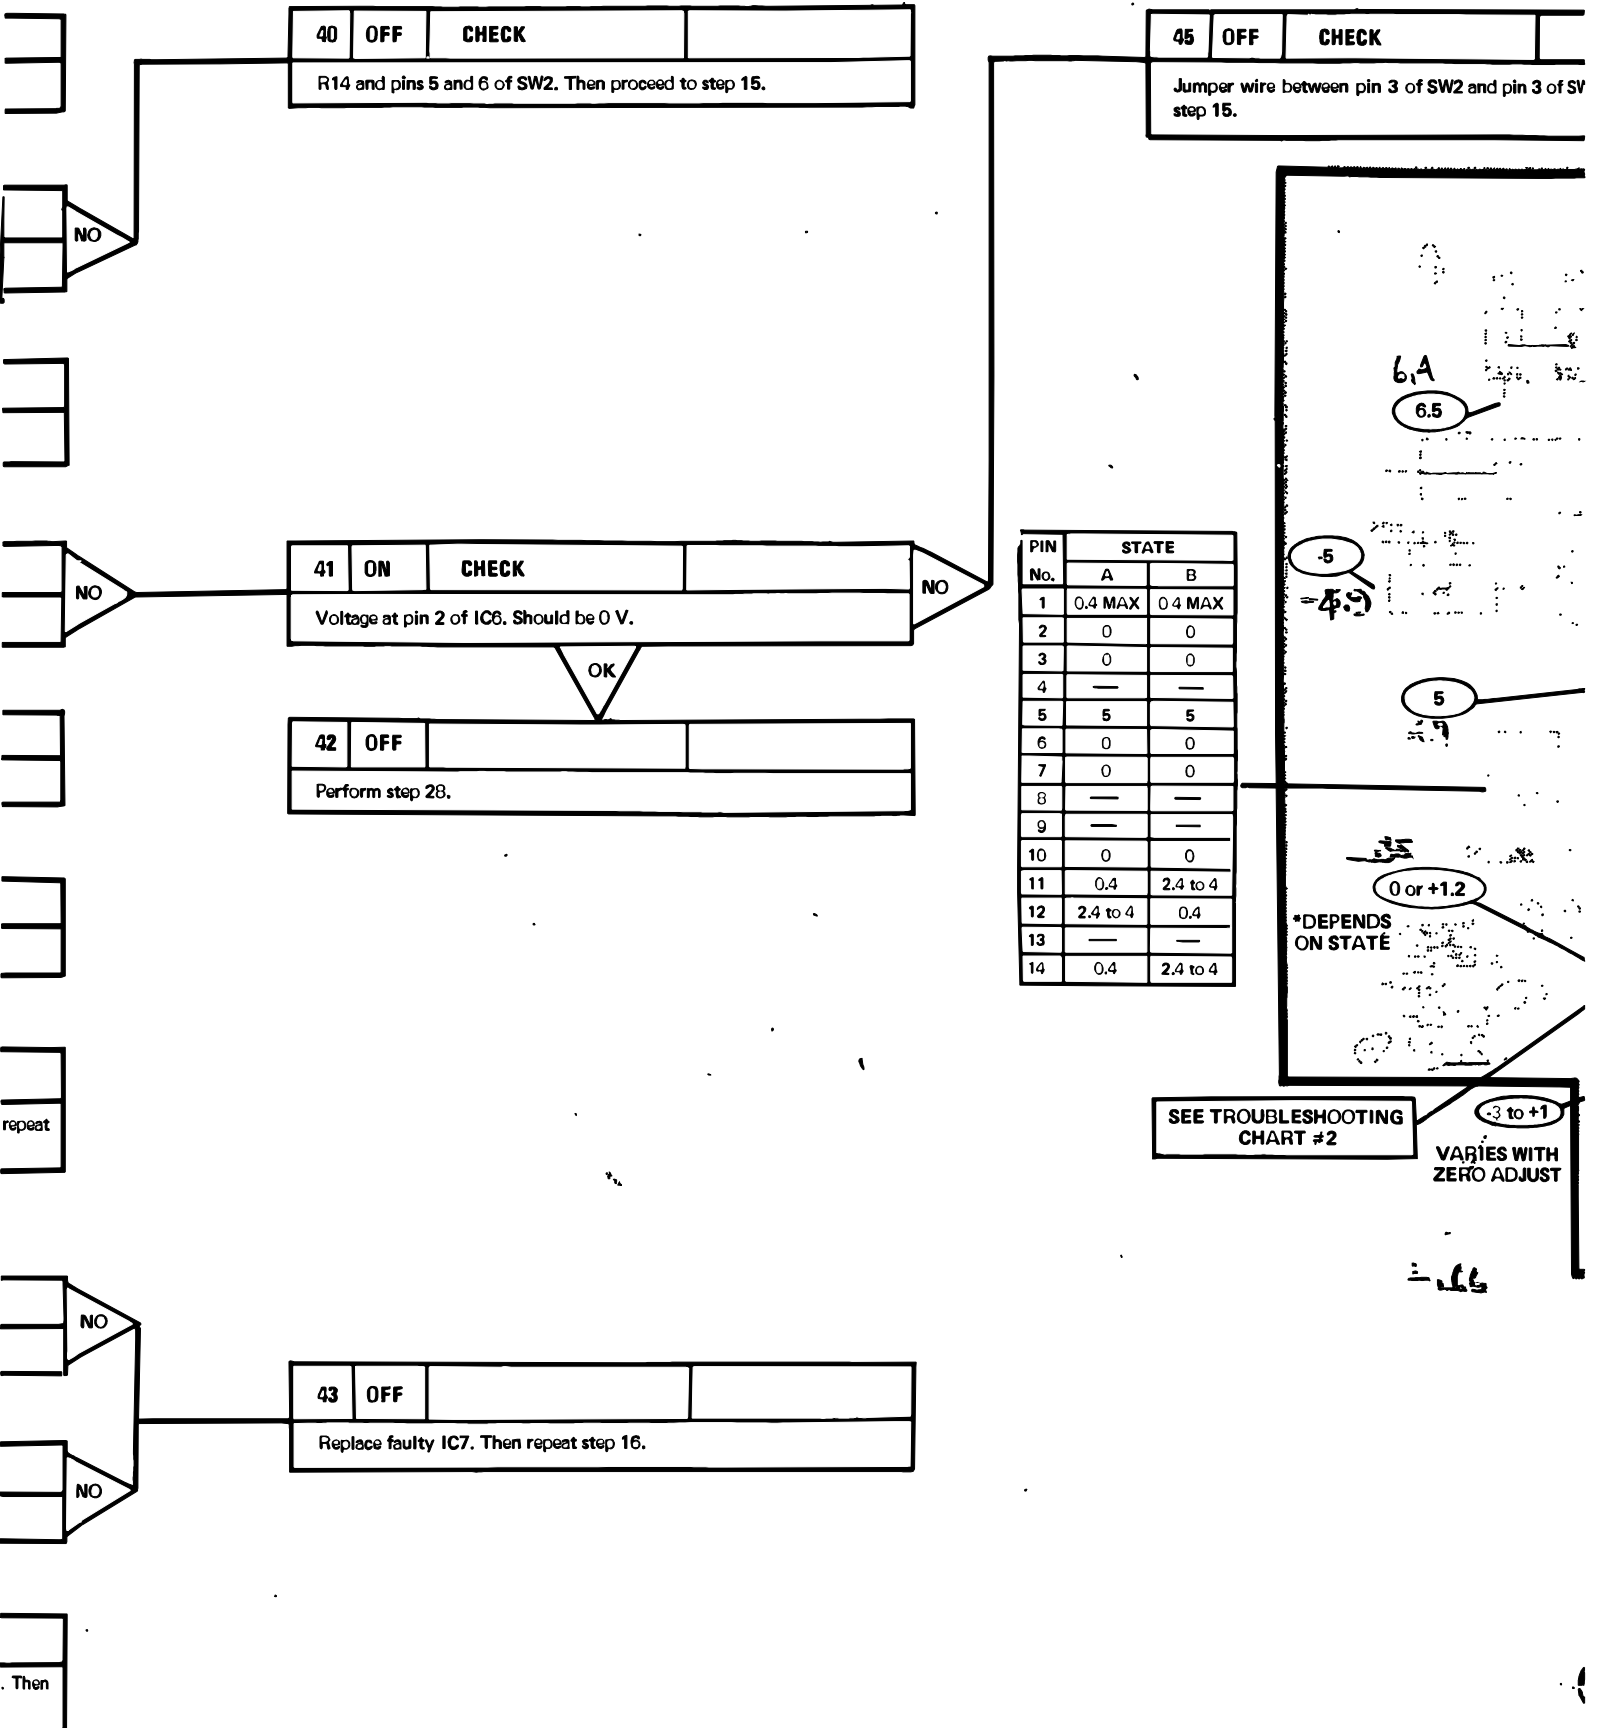 40 OFF CHECK
R14 and pins 5 and 6 of SW2. Then proceed to step 15.
45 OFF CHECK
Jumper wire between pin 3 of SW2 and pin 3 of SW
step 15.
NO
6.4
6.5
NO
41 ON CHECK
Voltage at pin 2 of IC6. Should be 0 V.
NO
OK
42 OFF
Perform step 28.
PIN No. STATE
A B
1 0.4 MAX 0 4 MAX
2 0 0
3 0 0
4 — —
5 5 5
6 0 0
7 0 0
8 — —
9 — —
10 0 0
11 0.4 2.4 to 4
12 2.4 to 4 0.4
13 — —
14 0.4 2.4 to 4
-5
5
0 or +1.2
*DEPENDS
ON STATE
repeat
SEE TROUBLESHOOTING
CHART #2
-3 to +1
VARIES WITH
ZERO ADJUST
NO
43 OFF
Replace faulty IC7. Then repeat step 16.
NO
. Then